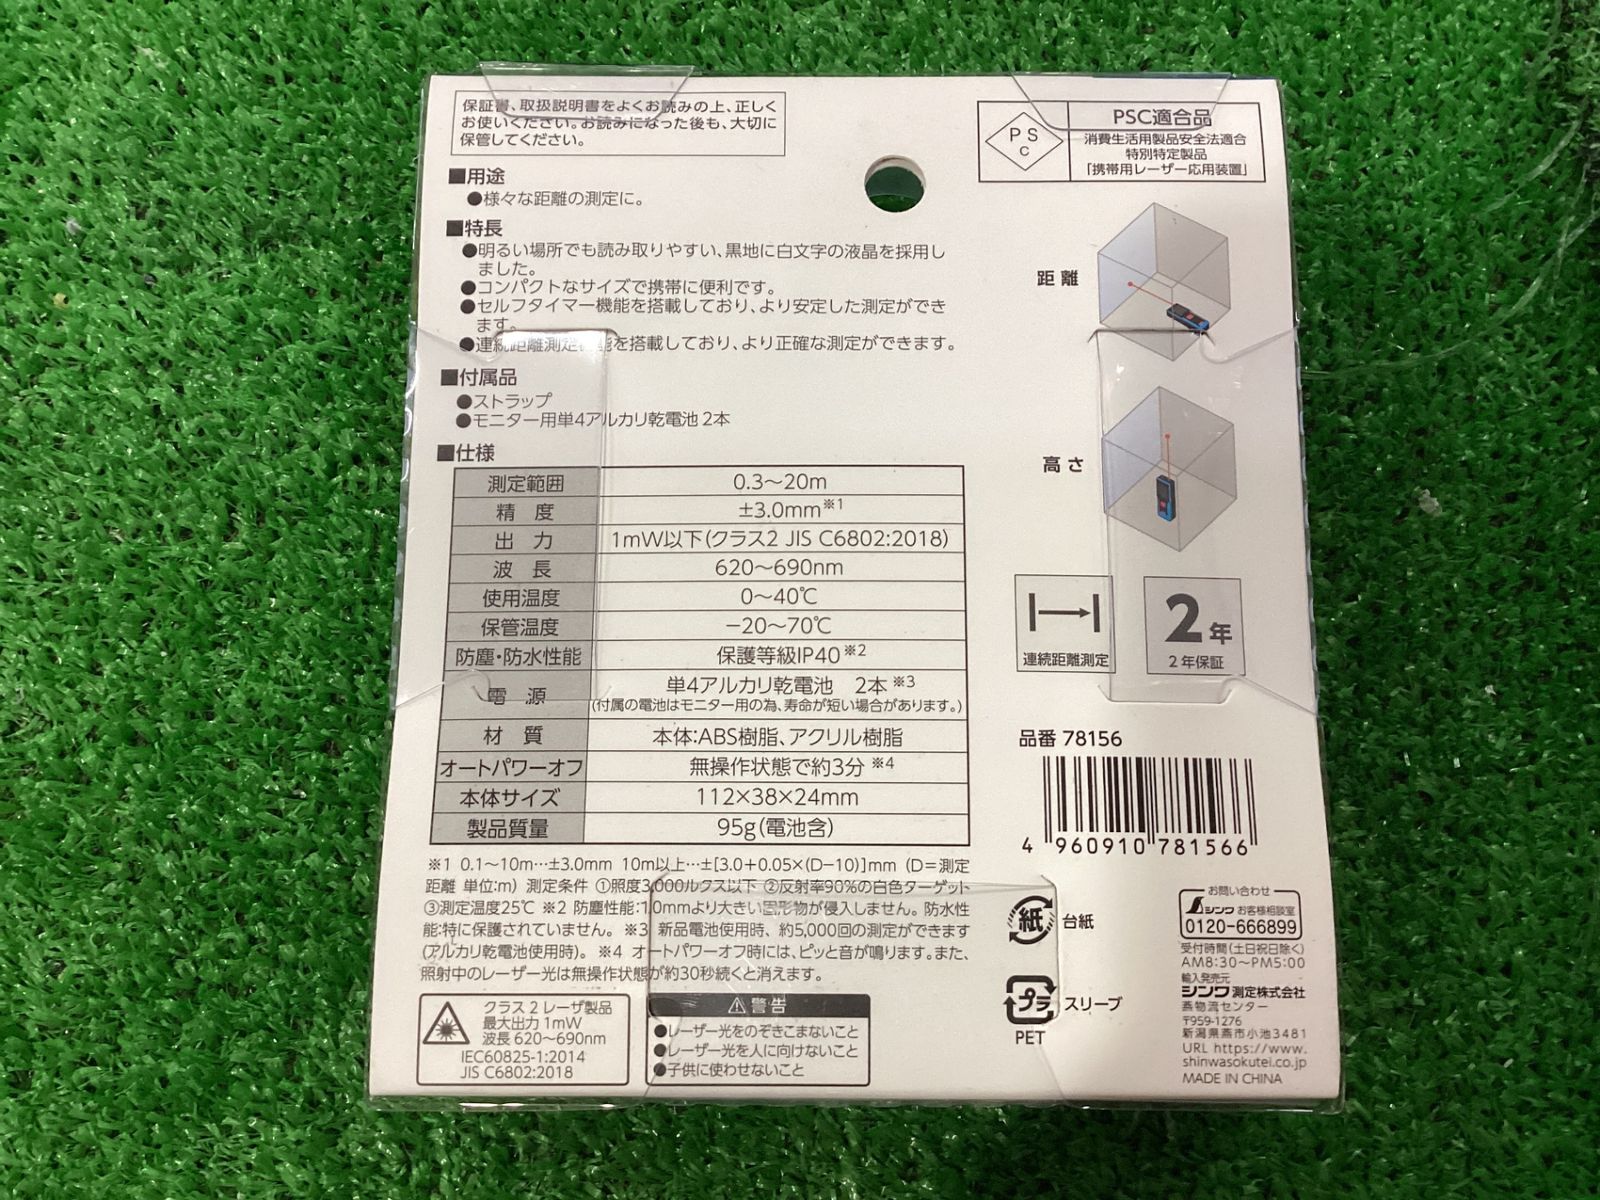 保証書、取扱説明書をよくお読みの上、正しく
お使いください。お読みになった後も、大切に
保管してください。
PS
C
PSC適合品
消費生活用製品安全法適合
特別特定製品
「携帯用レーザー応用装置」
■用途
●様々な距離の測定に。
■特長
●明るい場所でも読み取りやすい、黒地に白文字の液晶を採用し
ました。
●コンパクトなサイズで携帯に便利です。
●セルフタイマー機能を搭載しており、より安定した測定ができ
ます。
●連続距離測定機能を搭載しており、より正確な測定ができます。
■付属品
●ストラップ
●モニター用単4アルカリ乾電池 2本
■仕様
測定範囲 0.3〜20m
精度 ±3.0mm※1
出力 1mW以下(クラス2 JIS C6802:2018)
波長 620〜690nm
使用温度 0〜40℃
保管温度 −20〜70℃
防塵・防水性能 保護等級IP40※2
電源 単4アルカリ乾電池 2本※3
(付属の電池はモニター用の為、寿命が短い場合があります。)
材質 本体:ABS樹脂、アクリル樹脂
オートパワーオフ 無操作状態で約3分※4
本体サイズ 112×38×24mm
製品質量 95g(電池含)
※1 0.1〜10m…±3.0mm 10m以上…±[3.0+0.05×(D−10)]mm (D=測定
距離 単位:m) 測定条件 ①照度3,000ルクス以下 ②反射率90%の白色ターゲット
③測定温度25℃ ※2 防塵性能:1.0mmより大きい固形物が侵入しません。防水性
能:特に保護されていません。 ※3 新品電池使用時、約5,000回の測定ができます
(アルカリ乾電池使用時)。 ※4 オートパワーオフ時には、ピッと音が鳴ります。また、
照射中のレーザー光は無操作状態が約30秒続くと消えます。
クラス2 レーザ製品
最大出力 1mW
波長 620〜690nm
IEC60825-1:2014
JIS C6802:2018
警告
●レーザー光をのぞきこまないこと
●レーザー光を人に向けないこと
●子供に使わせないこと
距離
高さ
連続距離測定
2年
2年保証
品番 78156
4 960910 781566
紙
台紙
プラ
スリーブ
PET
お問い合わせ
シンワ お客様相談室
0120-666899
受付時間(土日祝日除く)
AM8:30〜PM5:00
輸入発売元
シンワ測定株式会社
燕物流センター
〒959-1276
新潟県燕市小池3481
URL https://www.
shinwasokutei.co.jp
MADE IN CHINA